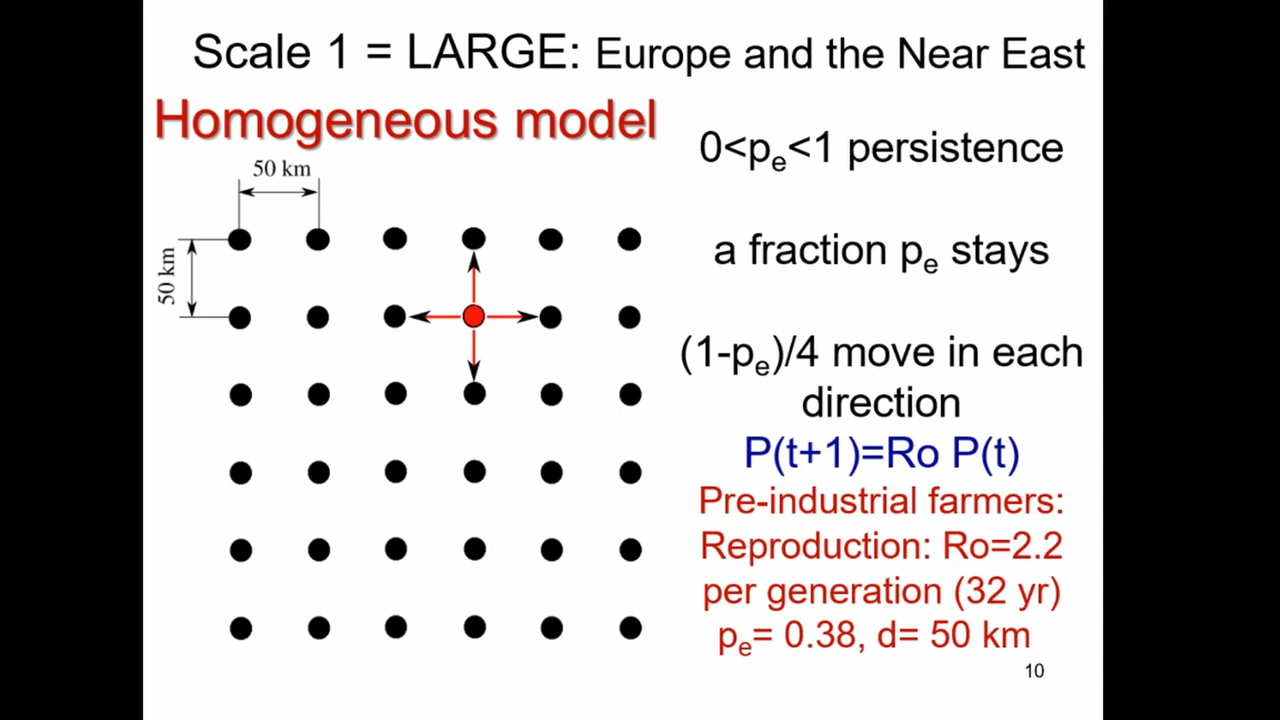 Scale 1 = LARGE: Europe and the Near East
Homogeneous model
50 km
50 km
0<pe<1 persistence
a fraction pe stays
(1-pe)/4 move in each
direction
P(t+1)=Ro P(t)
Pre-industrial farmers:
Reproduction: Ro=2.2
per generation (32 yr)
pe= 0.38, d= 50 km
10